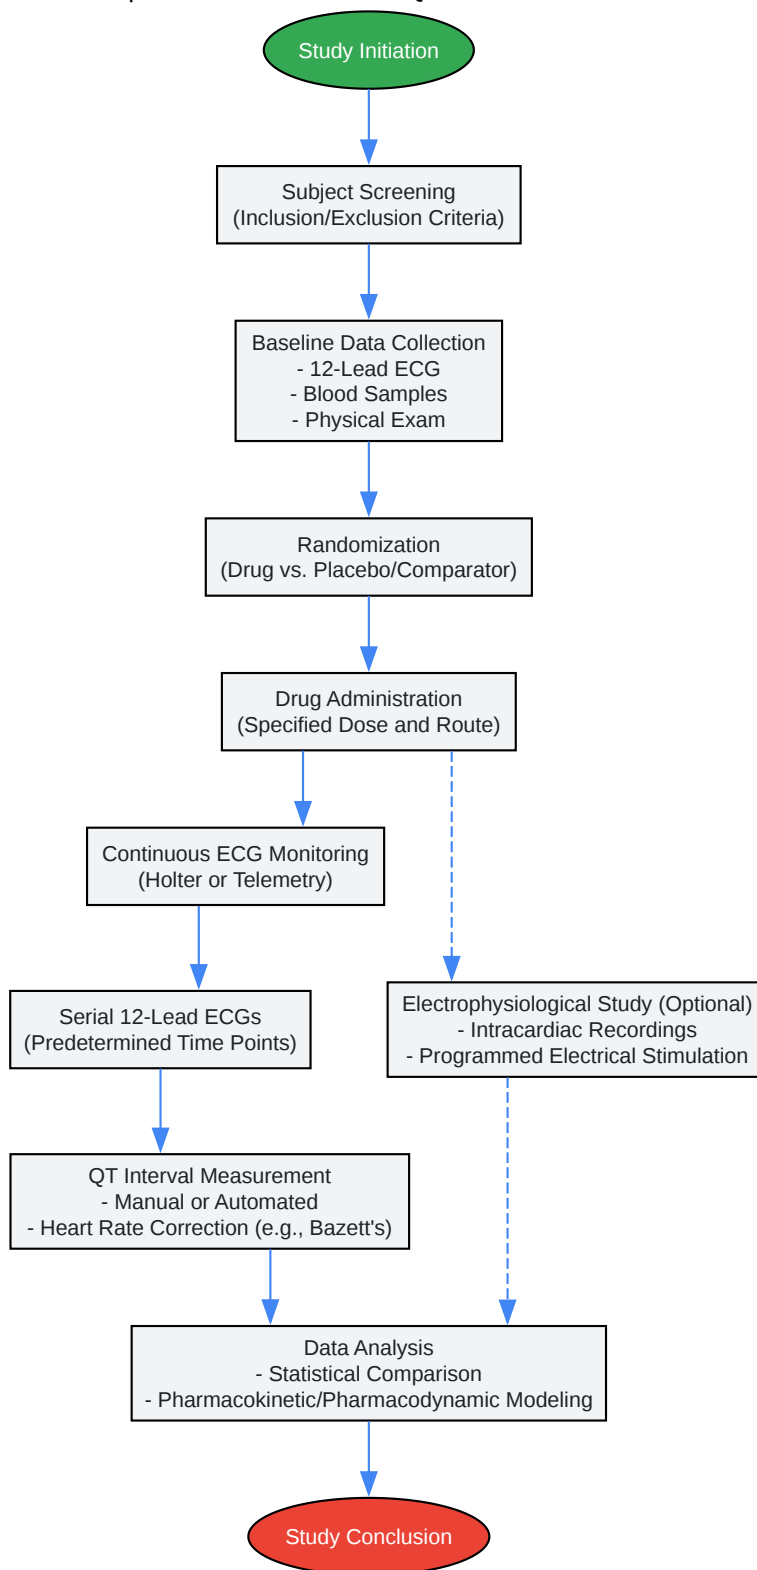 Study Initiation
Subject Screening
(Inclusion/Exclusion Criteria)
Baseline Data Collection
- 12-Lead ECG
- Blood Samples
- Physical Exam
Randomization
(Drug vs. Placebo/Comparator)
Drug Administration
(Specified Dose and Route)
Continuous ECG Monitoring
(Holter or Telemetry)
Serial 12-Lead ECGs
(Predetermined Time Points)
Electrophysiological Study (Optional)
- Intracardiac Recordings
- Programmed Electrical Stimulation
QT Interval Measurement
- Manual or Automated
- Heart Rate Correction (e.g., Bazett's)
Data Analysis
- Statistical Comparison
- Pharmacokinetic/Pharmacodynamic Modeling
Study Conclusion